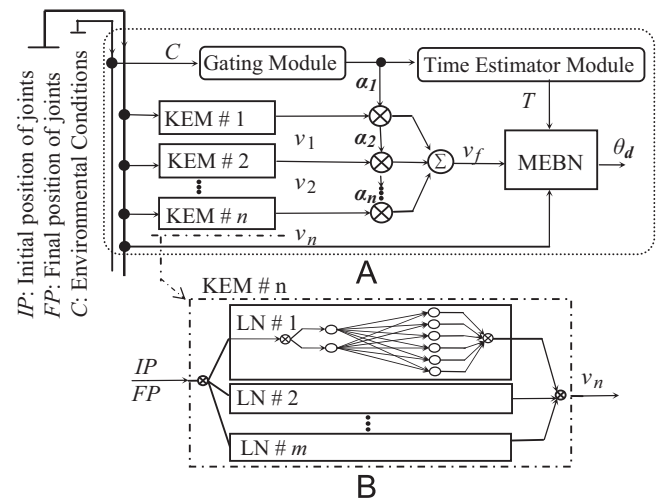 IP: Initial position of joints
FP: Final position of joints
C: Environmental Conditions
C
Gating Module
Time Estimator Module
α1
T
KEM # 1
v1
α2
KEM # 2
v2
Σ
vf
MEBN
θd
αn
KEM # n
vn
A
KEM # n
LN # 1
IP
FP
LN # 2
vn
LN # m
B